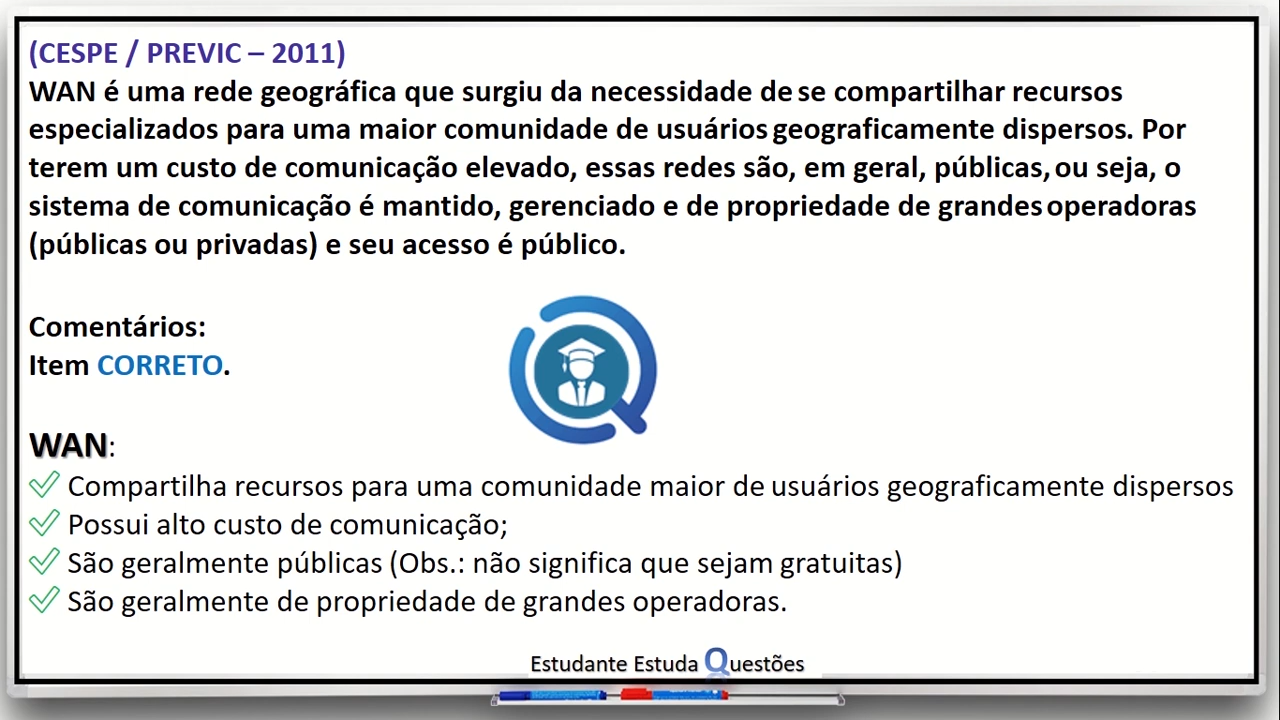 (CESPE / PREVIC – 2011)
WAN é uma rede geográfica que surgiu da necessidade de se compartilhar recursos
especializados para uma maior comunidade de usuários geograficamente dispersos. Por
terem um custo de comunicação elevado, essas redes são, em geral, públicas, ou seja, o
sistema de comunicação é mantido, gerenciado e de propriedade de grandes operadoras
(públicas ou privadas) e seu acesso é público.
Comentários:
Item CORRETO.
WAN:
Compartilha recursos para uma comunidade maior de usuários geograficamente dispersos
Possui alto custo de comunicação;
São geralmente públicas (Obs.: não significa que sejam gratuitas)
São geralmente de propriedade de grandes operadoras.
Estudante Estuda Questões